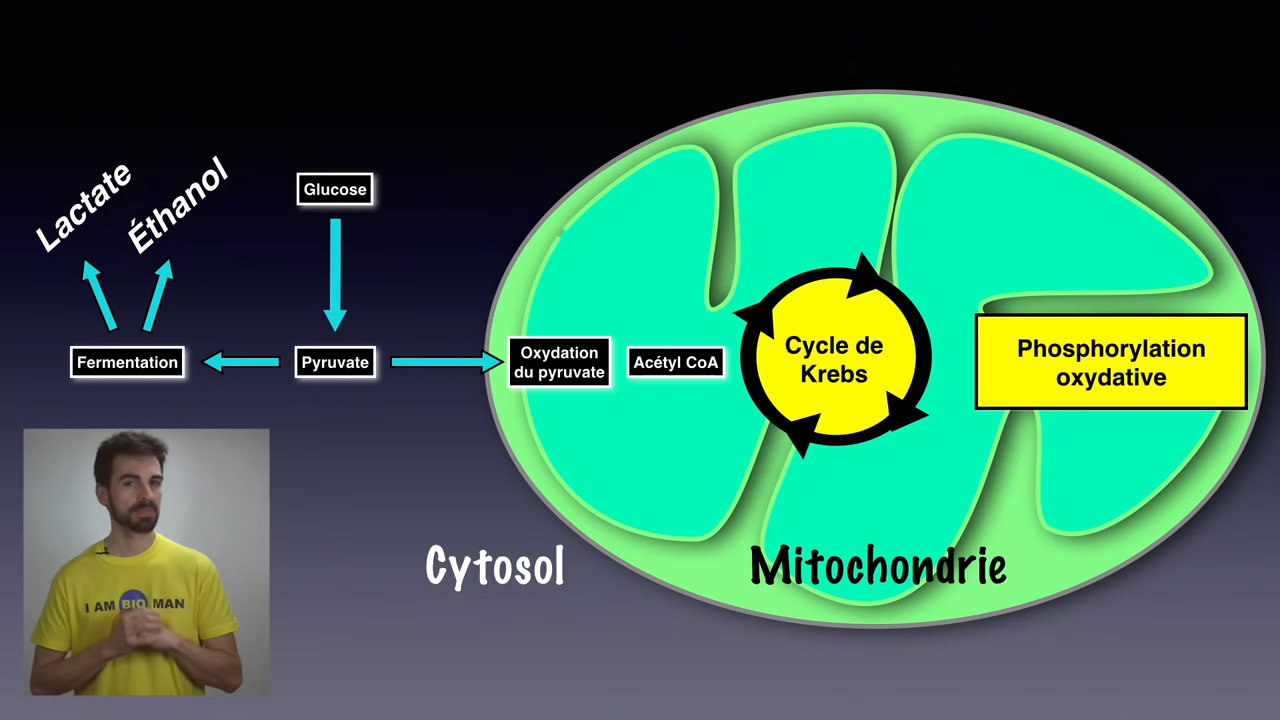 Lactate
Éthanol
Glucose
Fermentation
Pyruvate
Oxydation
du pyruvate
Acétyl CoA
Cycle de
Krebs
Phosphorylation
oxydative
Cytosol
Mitochondrie
I AM BIO MAN